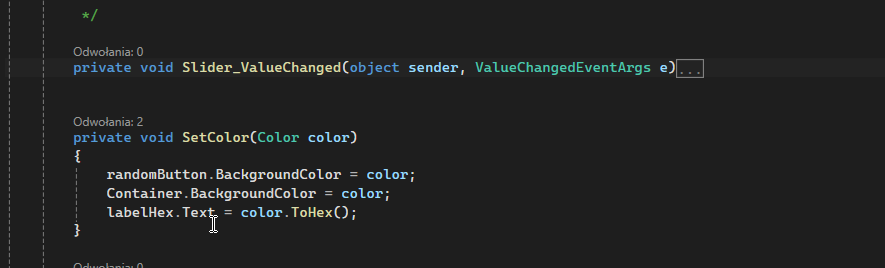 */
Odwołania: 0
private void Slider_ValueChanged(object sender, ValueChangedEventArgs e)...
Odwołania: 2
private void SetColor(Color color)
{
randomButton.BackgroundColor = color;
Container.BackgroundColor = color;
labelHex.Text = color.ToHex();
}
Odwołania: 0